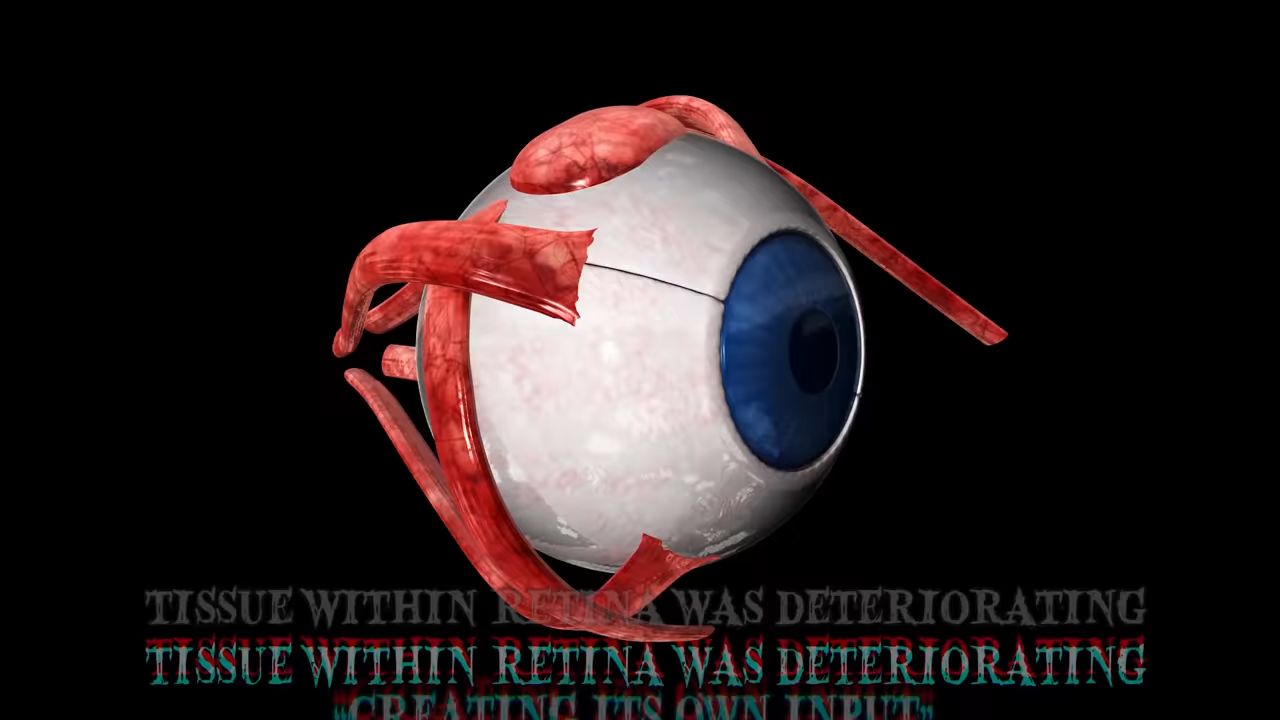 TISSUE WITHIN RETINA WAS DETERIORATING
TISSUE WITHIN RETINA WAS DETERIORATING
"CREATING ITS OWN INPUT"